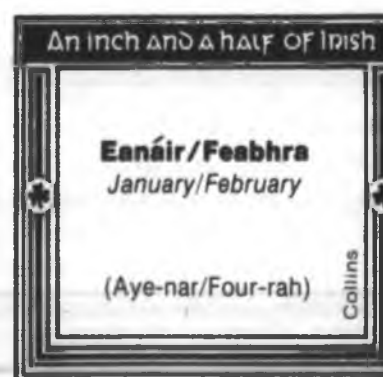 An Inch and a half of Irish
Eanáir/Feabhra
January/February
(Aye-nar/Four-rah)
Collins